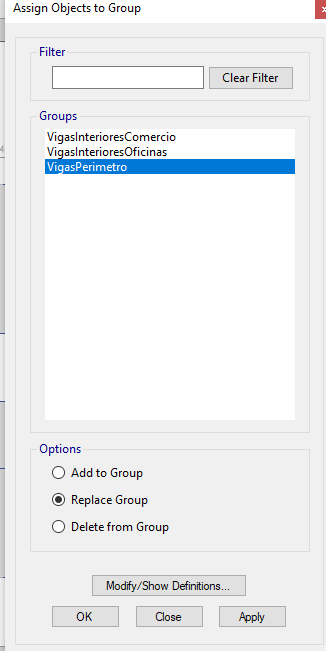 Assign Objects to Group
Filter
Clear Filter
Groups
VigasInterioresComercio
VigasInterioresOficinas
VigasPerimetro
Options
Add to Group
Replace Group
Delete from Group
Modify/Show Definitions...
OK Close Apply